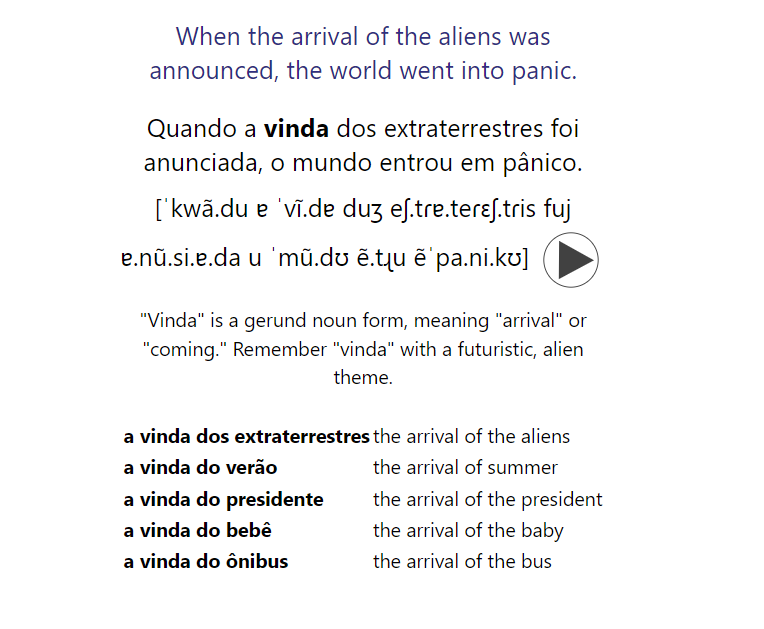 When the arrival of the aliens was
announced, the world went into panic.
Quando a vinda dos extraterrestres foi
anunciada, o mundo entrou em pânico.
[ˈkwã.du ɐ ˈvĩ.dɐ duʒ eʃ.tɾɐ.teɾɛʃ.tɾis fuj
ɐ.nũ.si.ɐ.da u ˈmũ.dʊ ẽ.tɻu ẽˈpa.ni.kʊ]
"Vinda" is a gerund noun form, meaning "arrival" or
"coming." Remember "vinda" with a futuristic, alien
theme.
a vinda dos extraterrestres the arrival of the aliens
a vinda do verão the arrival of summer
a vinda do presidente the arrival of the president
a vinda do bebê the arrival of the baby
a vinda do ônibus the arrival of the bus